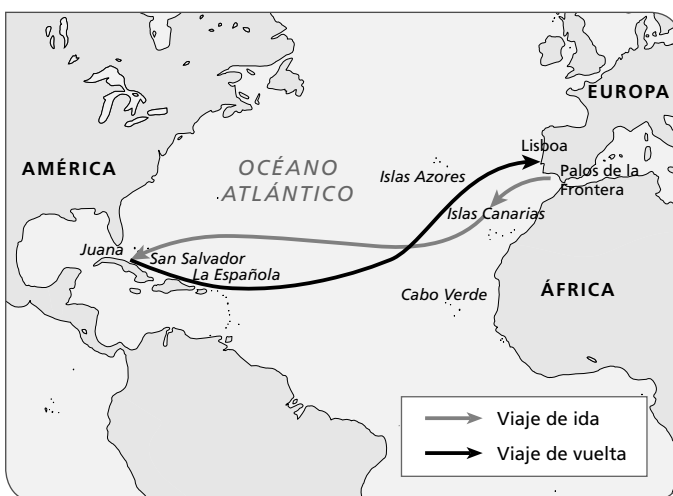 EUROPA
Lisboa
AMÉRICA
OCÉANO
ATLÁNTICO
Islas Azores
Palos de la
Frontera
Islas Canarias
Juana
San Salvador
La Española
Cabo Verde
ÁFRICA
Viaje de ida
Viaje de vuelta